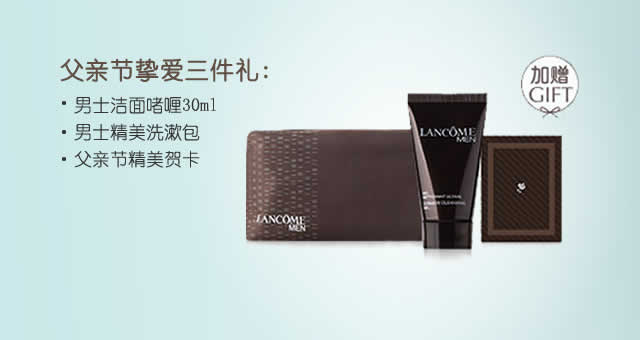 父亲节挚爱三件礼:
• 男士洁面啫喱30ml
• 男士精美洗漱包
• 父亲节精美贺卡
加赠
GIFT
LANCÔME
MEN
LANCÔME
MEN